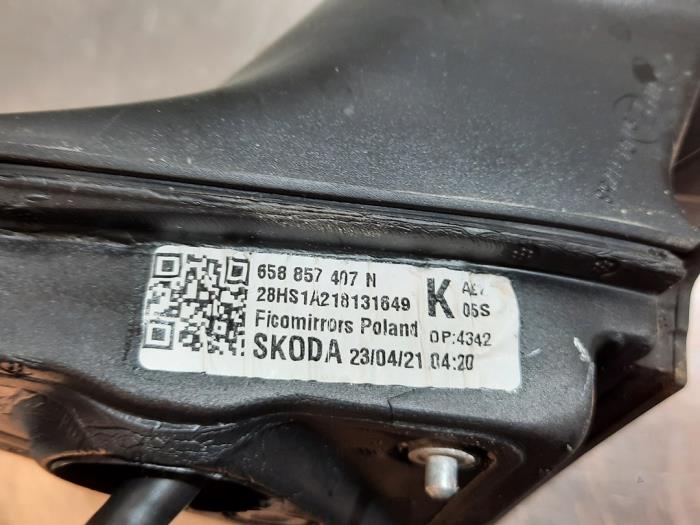 658 857 407 N
28HS1A218131649
Ficomirrors Poland
SKODA 23/04/21 04:20
K
05S
OP:4342